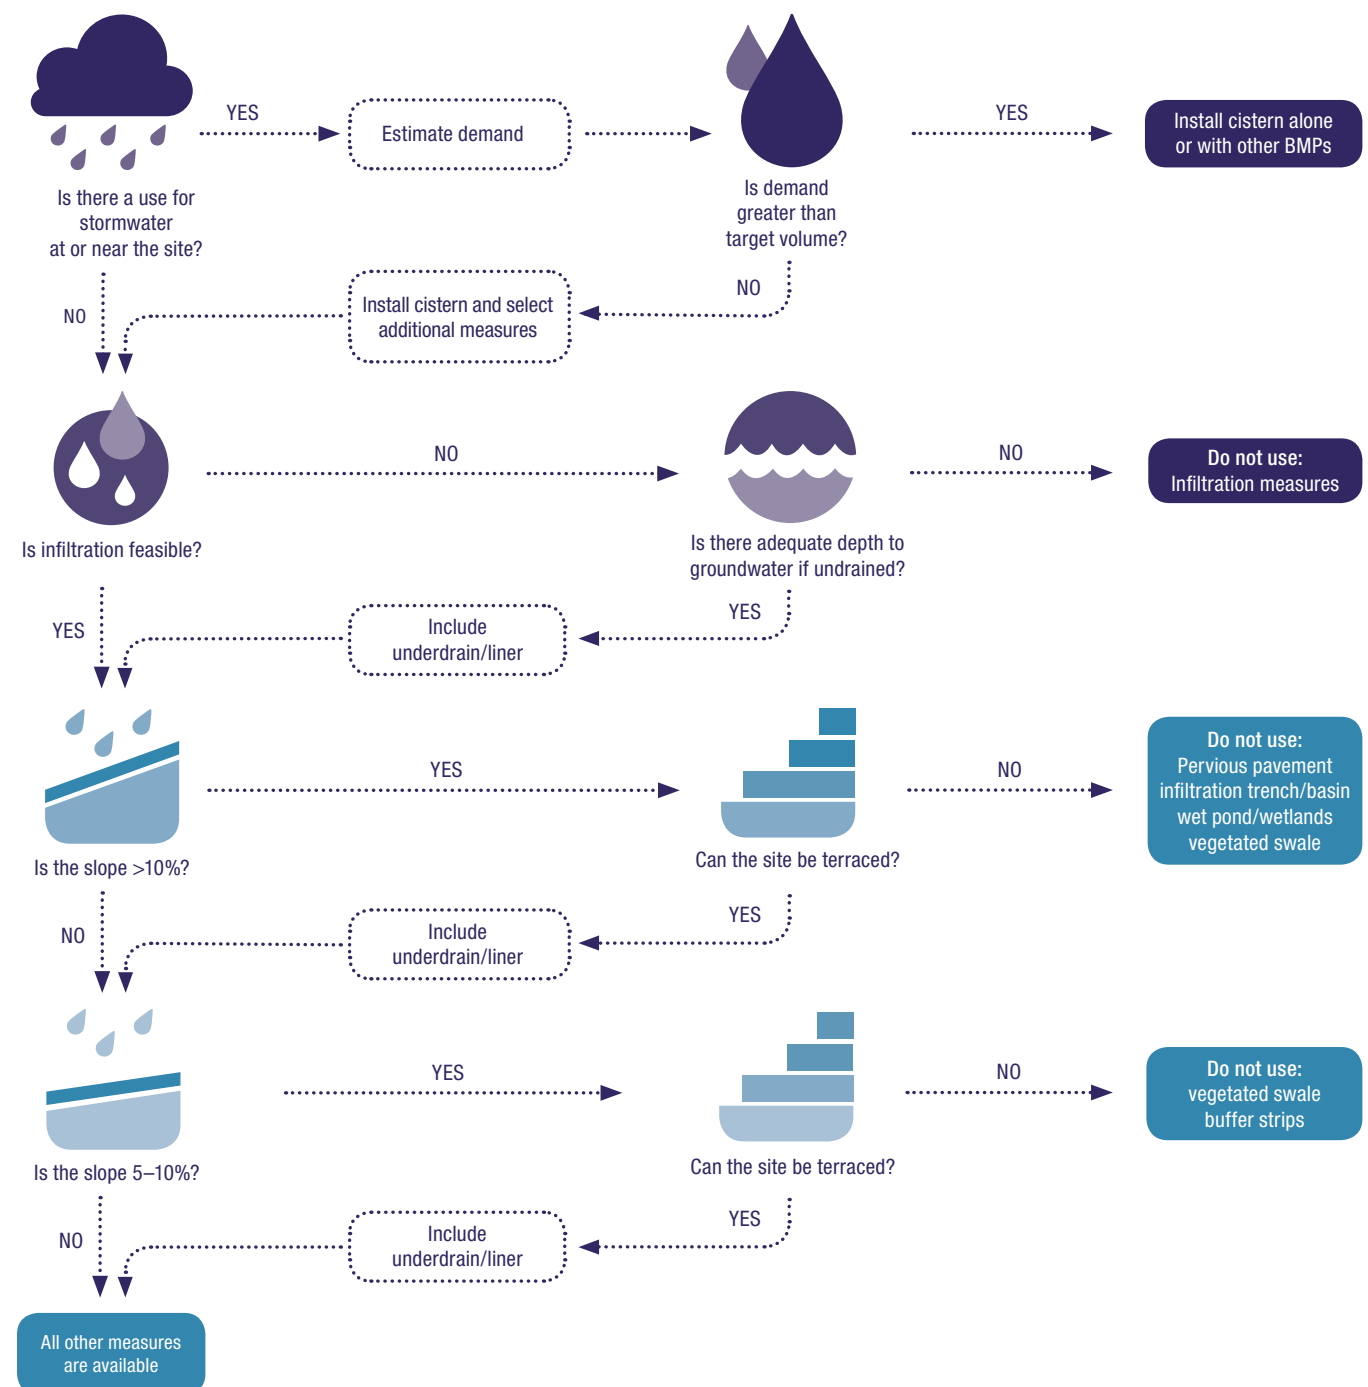 YES
Estimate demand
YES
Install cistern alone
or with other BMPs
Is there a use for
stormwater
at or near the site?
Is demand
greater than
target volume?
NO
Install cistern and select
additional measures
NO
NO
NO
Do not use:
Infiltration measures
Is infiltration feasible?
Is there adequate depth to
groundwater if undrained?
YES
Include
underdrain/liner
YES
YES
NO
Do not use:
Pervious pavement
infiltration trench/basin
wet pond/wetlands
vegetated swale
Is the slope >10%?
Can the site be terraced?
NO
Include
underdrain/liner
YES
YES
NO
Do not use:
vegetated swale
buffer strips
Is the slope 5–10%?
Can the site be terraced?
NO
Include
underdrain/liner
YES
All other measures
are available